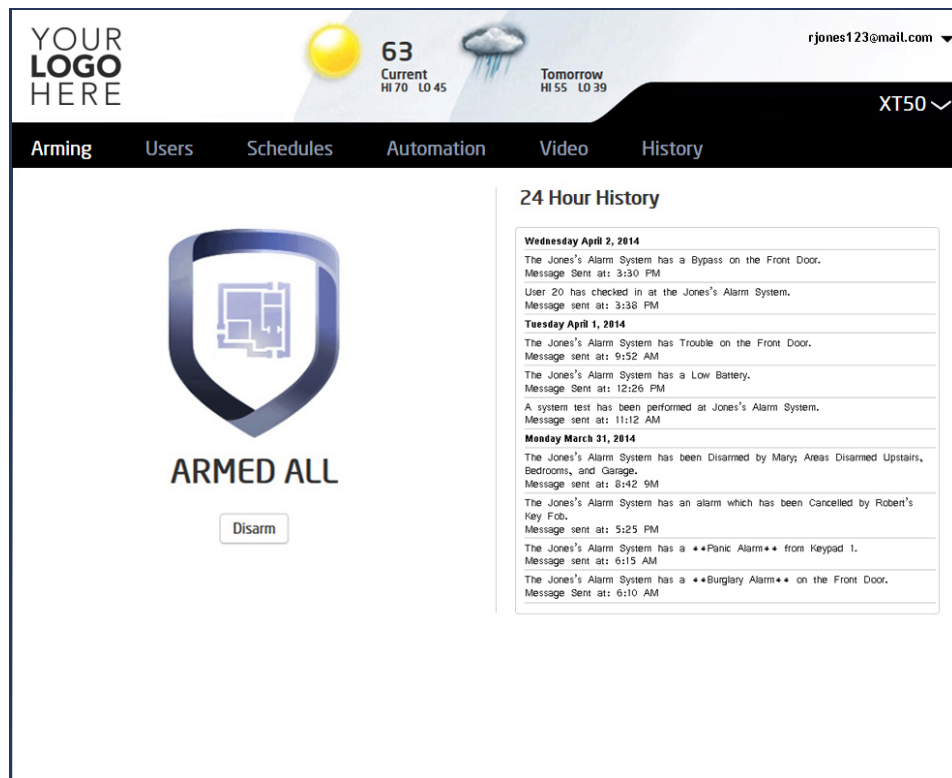 YOUR
LOGO
HERE
63
Current
HI 70 LO 45
Tomorrow
HI 55 LO 39
rjones123@mail.com
XT50
Arming Users Schedules Automation Video History
ARMED ALL
Disarm
24 Hour History
Wednesday April 2, 2014
The Jones's Alarm System has a Bypass on the Front Door.
Message Sent at: 3:30 PM
User 20 has checked in at the Jones's Alarm System.
Message sent at: 3:38 PM
Tuesday April 1, 2014
The Jones's Alarm System has Trouble on the Front Door.
Message sent at: 9:52 AM
The Jones's Alarm System has a Low Battery.
Message Sent at: 12:26 PM
A system test has been performed at Jones's Alarm System.
Message sent at: 11:12 AM
Monday March 31, 2014
The Jones's Alarm System has been Disarmed by Mary; Areas Disarmed Upstairs,
Bedrooms, and Garage.
Message sent at: 8:42 9M
The Jones's Alarm System has an alarm which has been Cancelled by Robert's
Key Fob.
Message sent at: 5:25 PM
The Jones's Alarm System has a **Panic Alarm** from Keypad 1.
Message sent at: 6:15 AM
The Jones's Alarm System has a **Burglary Alarm** on the Front Door.
Message Sent at: 6:10 AM